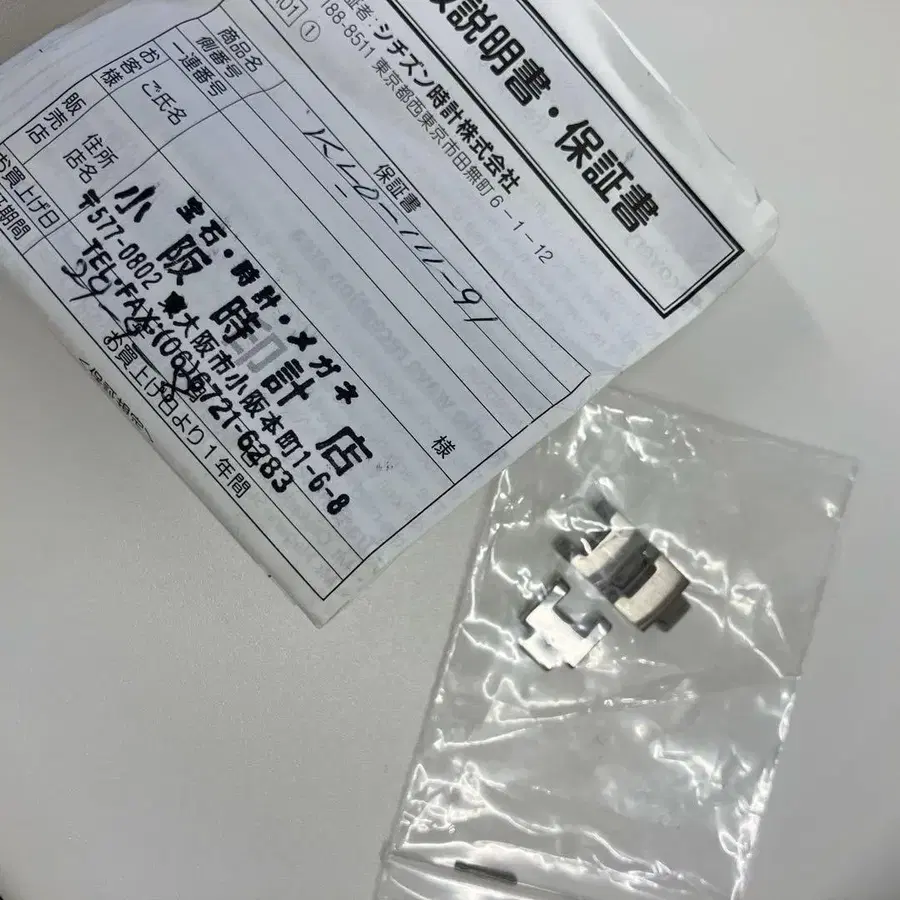 扱説明書・保証書
証者：シチズン時計株式会社
188-8511 東京都西東京市田無町6-1-12
01 ①
保証書
商品名
側番号
一連番号
お客様
ご氏名
様
販売店
住所
店名
宝石・時計・メガネ
小阪時計店
〒577-0802 東大阪市小阪本町1-6-8
TEL・FAX(06)6721-6283
お買上げ日
お買上げ日より1年間